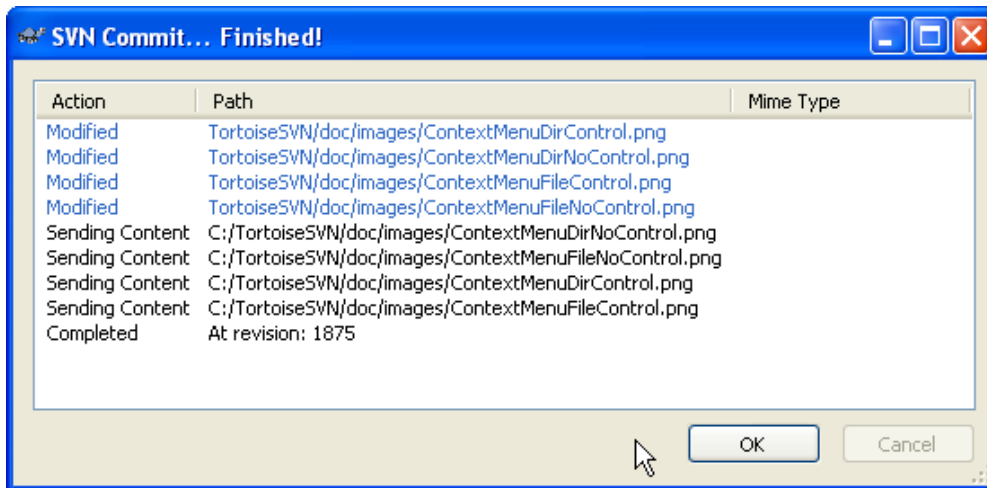 SVN Commit... Finished!
Action Path Mime Type
Modified TortoiseSVN/doc/images/ContextMenuDirControl.png
Modified TortoiseSVN/doc/images/ContextMenuDirNoControl.png
Modified TortoiseSVN/doc/images/ContextMenuFileControl.png
Modified TortoiseSVN/doc/images/ContextMenuFileNoControl.png
Sending Content C:/TortoiseSVN/doc/images/ContextMenuDirNoControl.png
Sending Content C:/TortoiseSVN/doc/images/ContextMenuFileNoControl.png
Sending Content C:/TortoiseSVN/doc/images/ContextMenuDirControl.png
Sending Content C:/TortoiseSVN/doc/images/ContextMenuFileControl.png
Completed At revision: 1875
OK Cancel